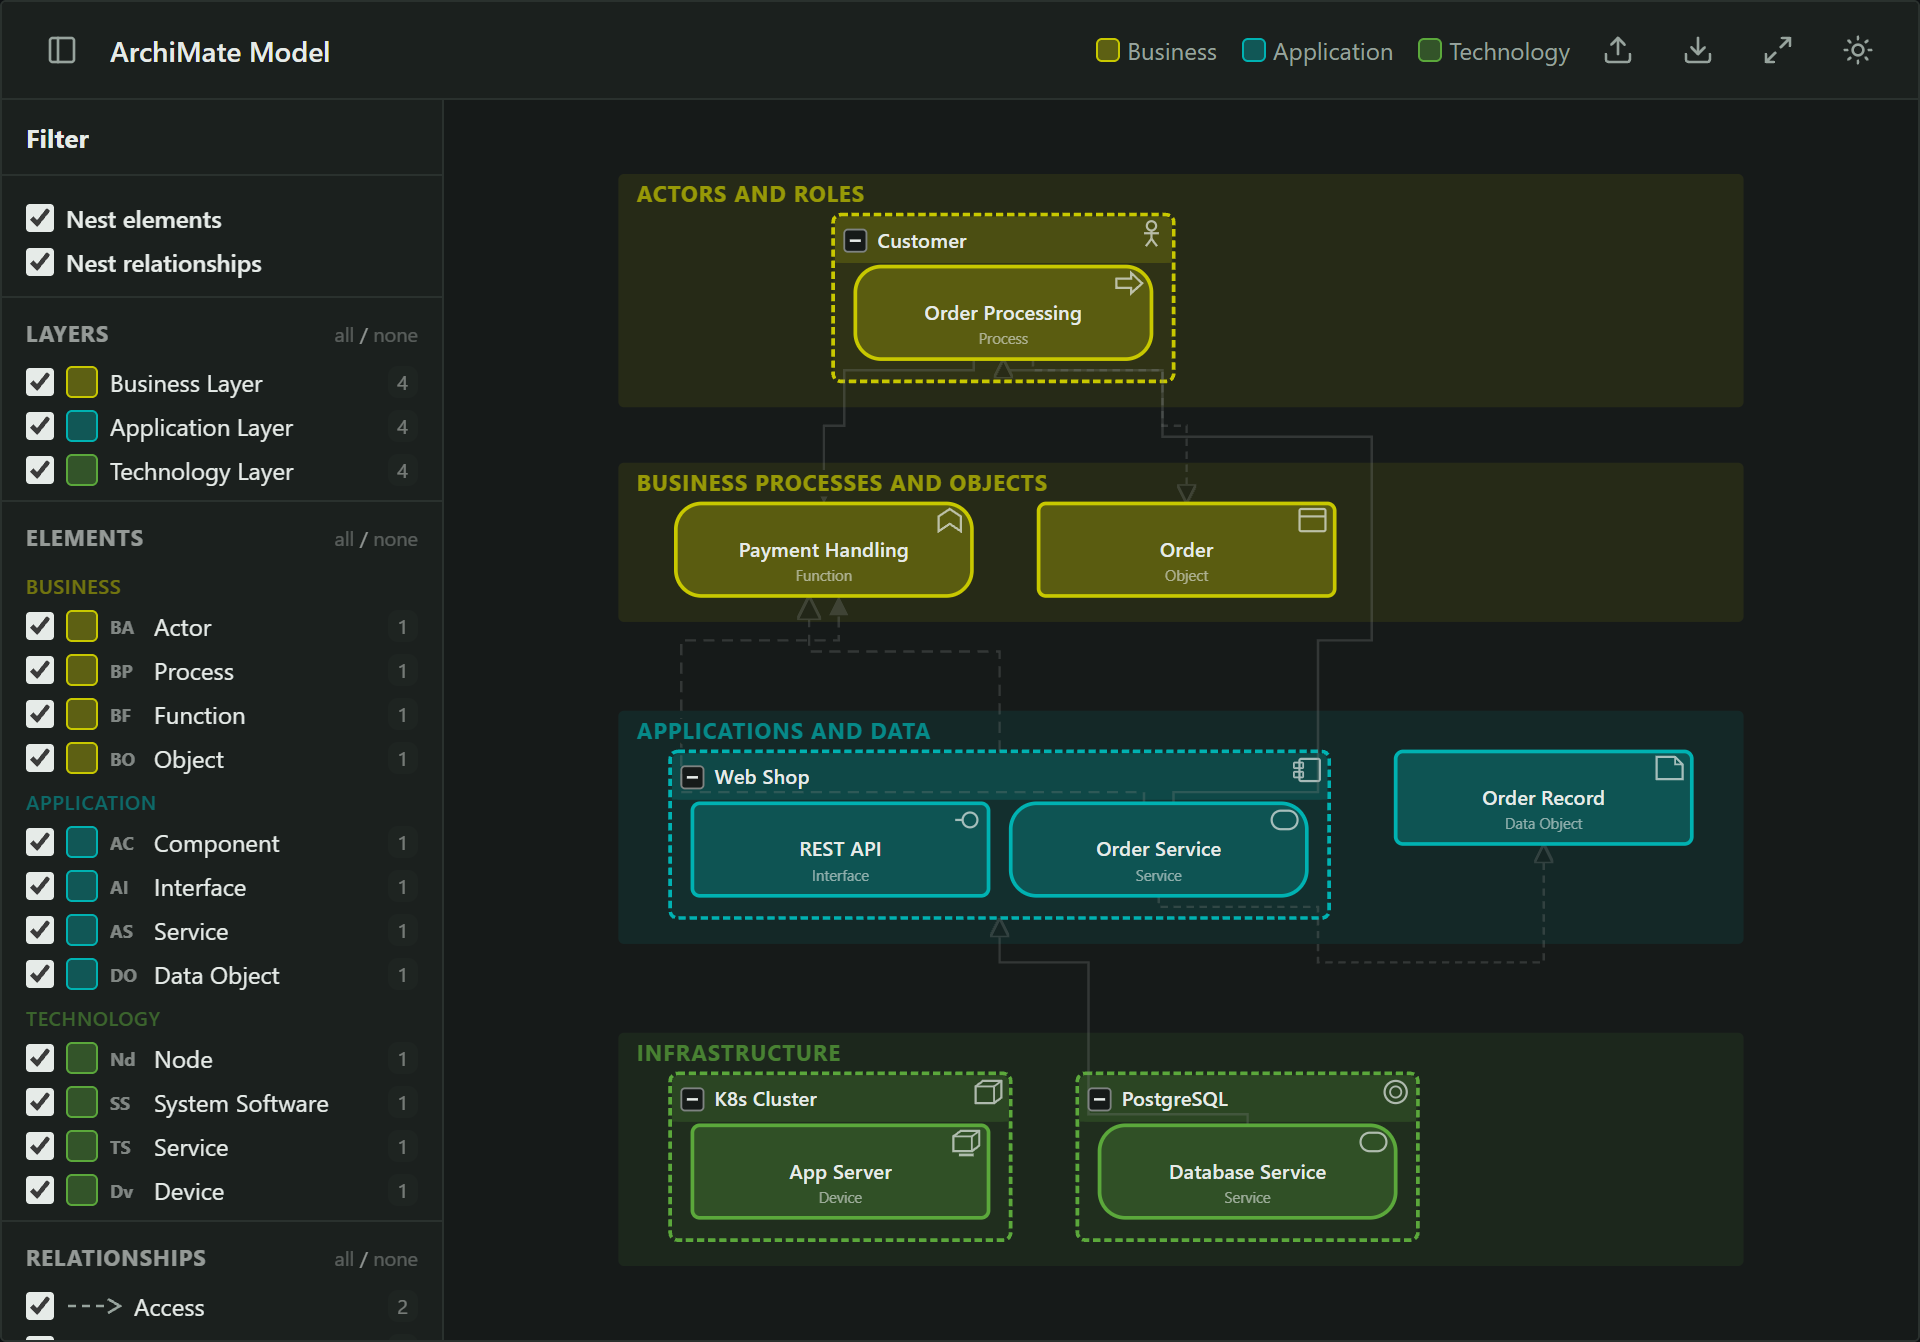 ArchiMate Model
Business
Application
Technology
Filter
Nest elements
Nest relationships
LAYERS
all / none
Business Layer 4
Application Layer 4
Technology Layer 4
ELEMENTS
all / none
BUSINESS
BA Actor 1
BP Process 1
BF Function 1
BO Object 1
APPLICATION
AC Component 1
AI Interface 1
AS Service 1
DO Data Object 1
TECHNOLOGY
Nd Node 1
SS System Software 1
TS Service 1
Dv Device 1
RELATIONSHIPS
all / none
Access 2
ACTORS AND ROLES
Customer
Order Processing
Process
BUSINESS PROCESSES AND OBJECTS
Payment Handling
Function
Order
Object
APPLICATIONS AND DATA
Web Shop
REST API
Interface
Order Service
Service
Order Record
Data Object
INFRASTRUCTURE
K8s Cluster
App Server
Device
PostgreSQL
Database Service
Service